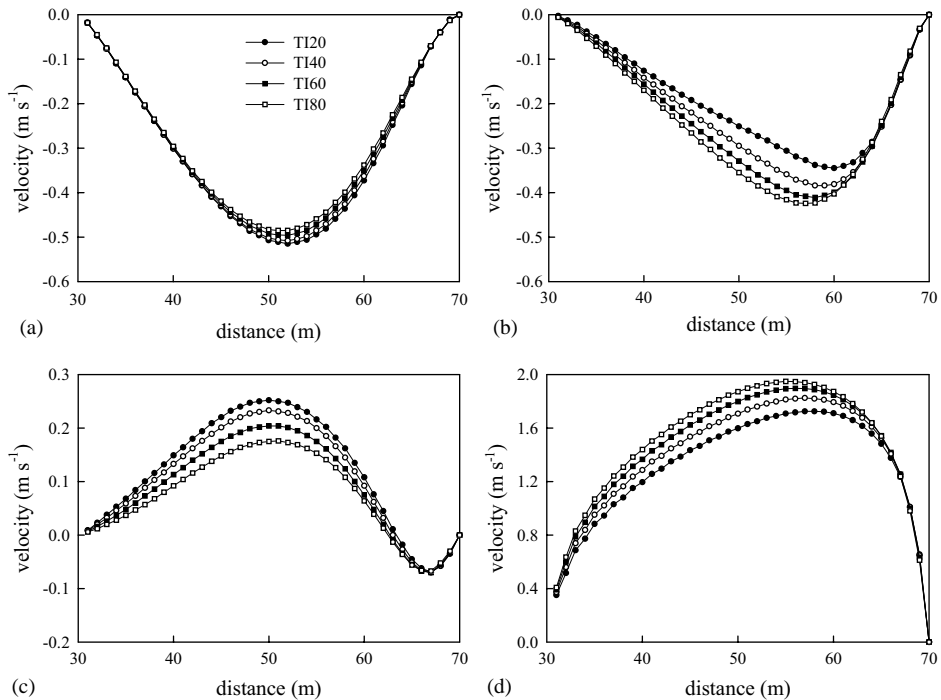 0.0
-0.1
-0.2
-0.3
-0.4
-0.5
-0.6
velocity (m s⁻¹)
TI20
TI40
TI60
TI80
30
40
50
60
70
distance (m)
(a)
0.0
-0.1
-0.2
-0.3
-0.4
-0.5
-0.6
velocity (m s⁻¹)
30
40
50
60
70
distance (m)
(b)
0.3
0.2
0.1
0.0
-0.1
-0.2
velocity (m s⁻¹)
30
40
50
60
70
distance (m)
(c)
2.0
1.6
1.2
0.8
0.4
0.0
velocity (m s⁻¹)
30
40
50
60
70
distance (m)
(d)